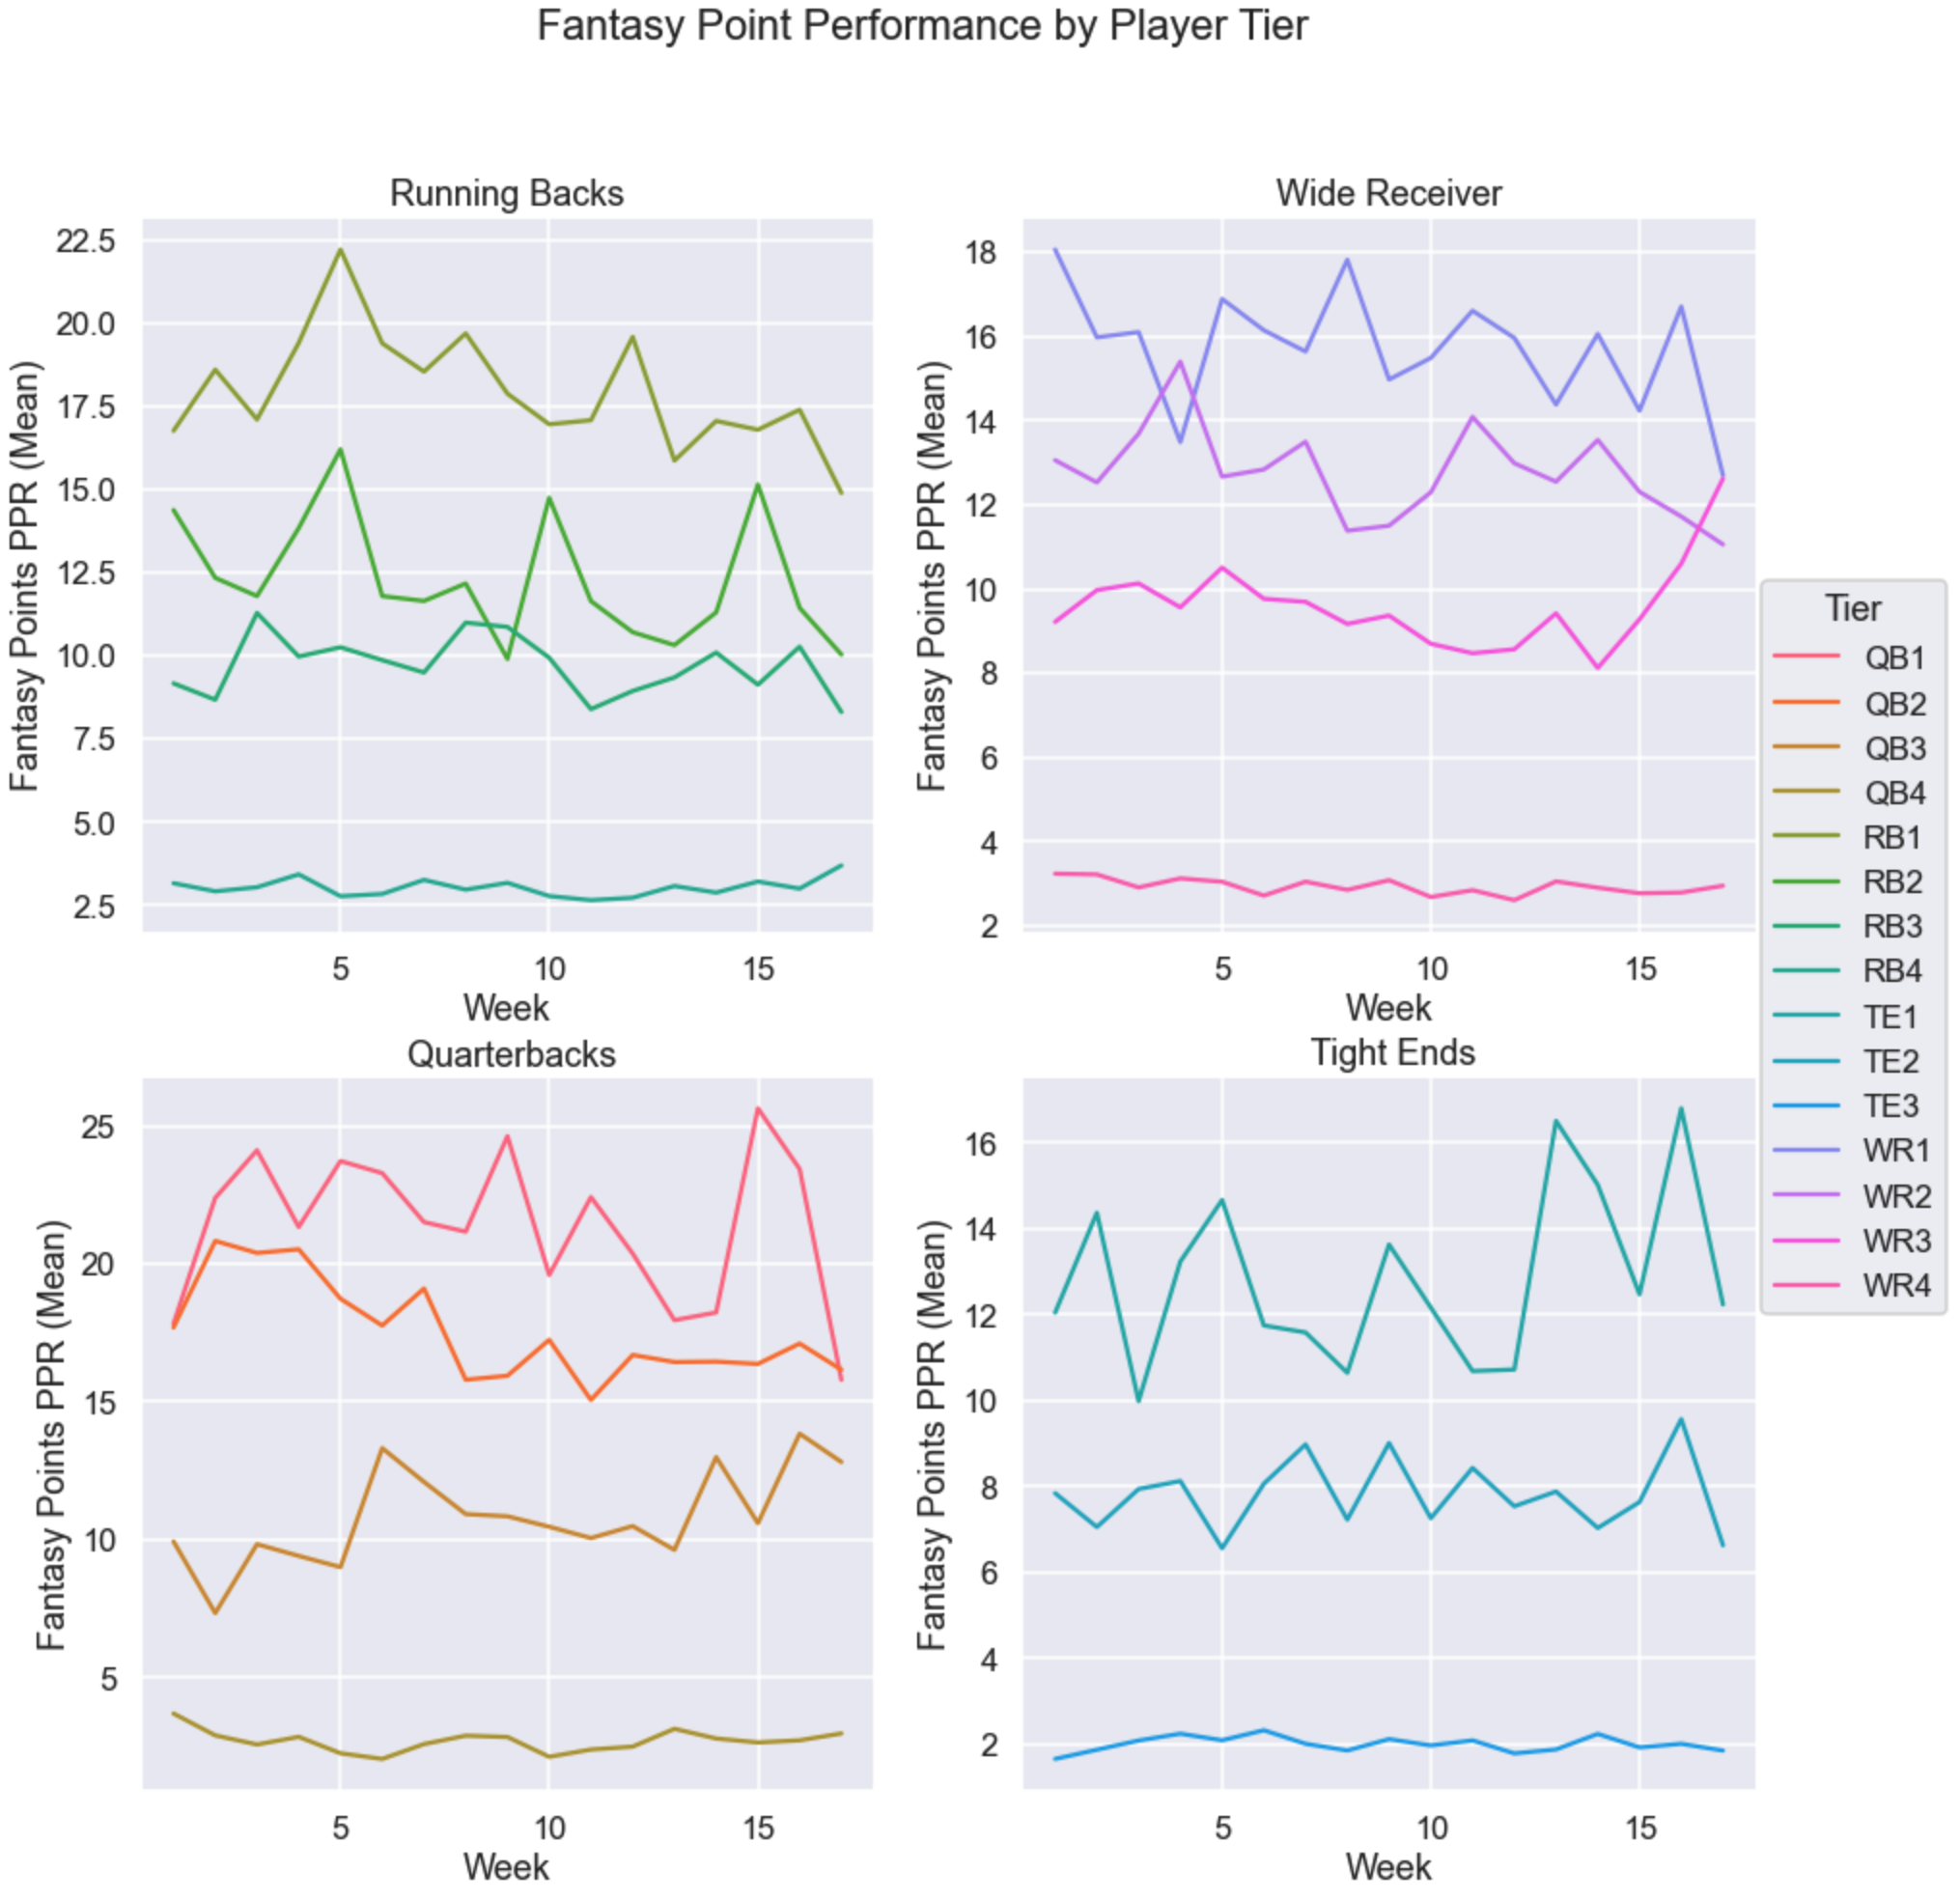 Fantasy Point Performance by Player Tier
Running Backs
Fantasy Points PPR (Mean)
22.5
20.0
17.5
15.0
12.5
10.0
7.5
5.0
2.5
5 10 15
Week
Wide Receiver
Fantasy Points PPR (Mean)
18
16
14
12
10
8
6
4
2
5 10 15
Week
Quarterbacks
Fantasy Points PPR (Mean)
25
20
15
10
5
5 10 15
Week
Tight Ends
Fantasy Points PPR (Mean)
16
14
12
10
8
6
4
2
5 10 15
Week
Tier
QB1
QB2
QB3
QB4
RB1
RB2
RB3
RB4
TE1
TE2
TE3
WR1
WR2
WR3
WR4